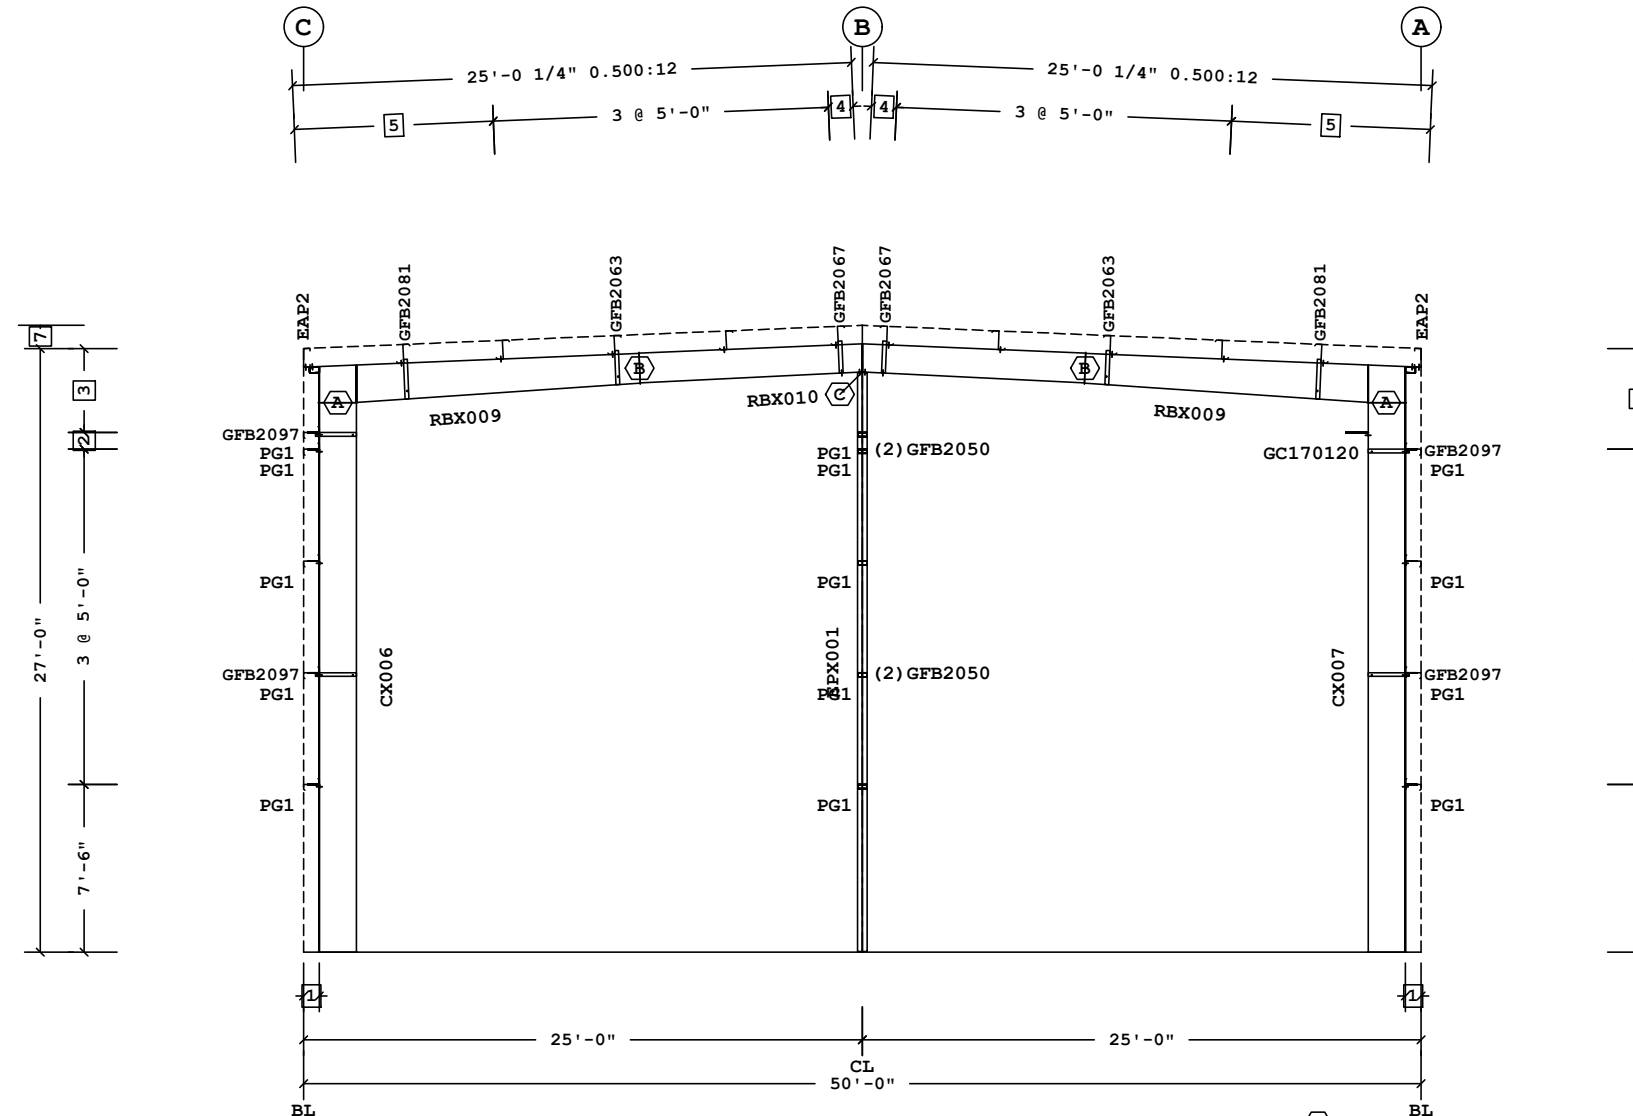 C B A
25'-0 1/4" 0.500:12 25'-0 1/4" 0.500:12
5 3 @ 5'-0" 4 4 3 @ 5'-0" 5
EAP2 GFB2081 GFB2063 GFB2067 GFB2067 GFB2063 GFB2081 EAP2
7
3
2
27'-0"
3 @ 5'-0"
7'-6"
B B
A RBX009 RBX010 C RBX009 A
GFB2097
PG1 PG1 (2)GFB2050 GC170120 GFB2097
PG1 PG1 PG1
PG1 PG1 PG1
CX006 CX007
GFB2097 (2)GFB2050 GFB2097
PG1 PG1 PG1
PG1 PG1 PG1
1 1
25'-0" 25'-0"
CL
50'-0"
BL BL